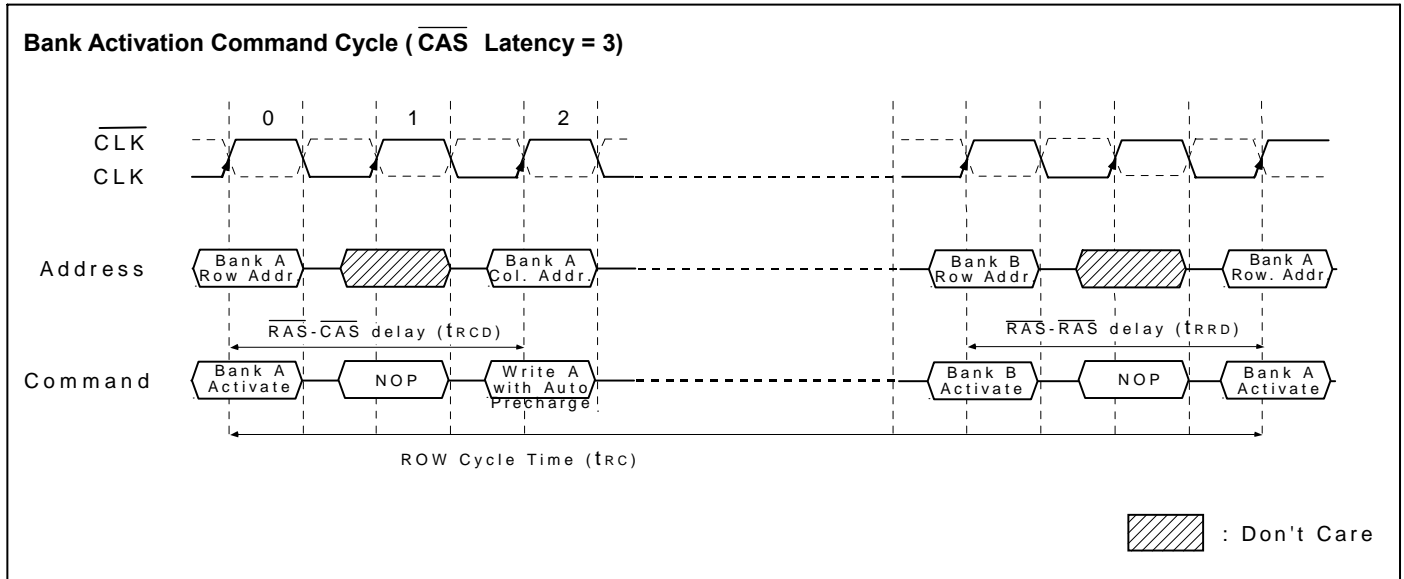 Bank Activation Command Cycle ( CAS Latency = 3)
0 1 2
CLK
CLK
Address
Bank A
Row Addr.
Bank A
Col. Addr.
Bank B
Row Addr.
Bank A
Row. Addr
RAS-CAS delay (tRCD)
RAS-RAS delay (tRRD)
Command
Bank A
Activate
NOP
Write A
with Auto
Precharge
Bank B
Activate
NOP
Bank A
Activate
ROW Cycle Time (tRC)
: Don't Care